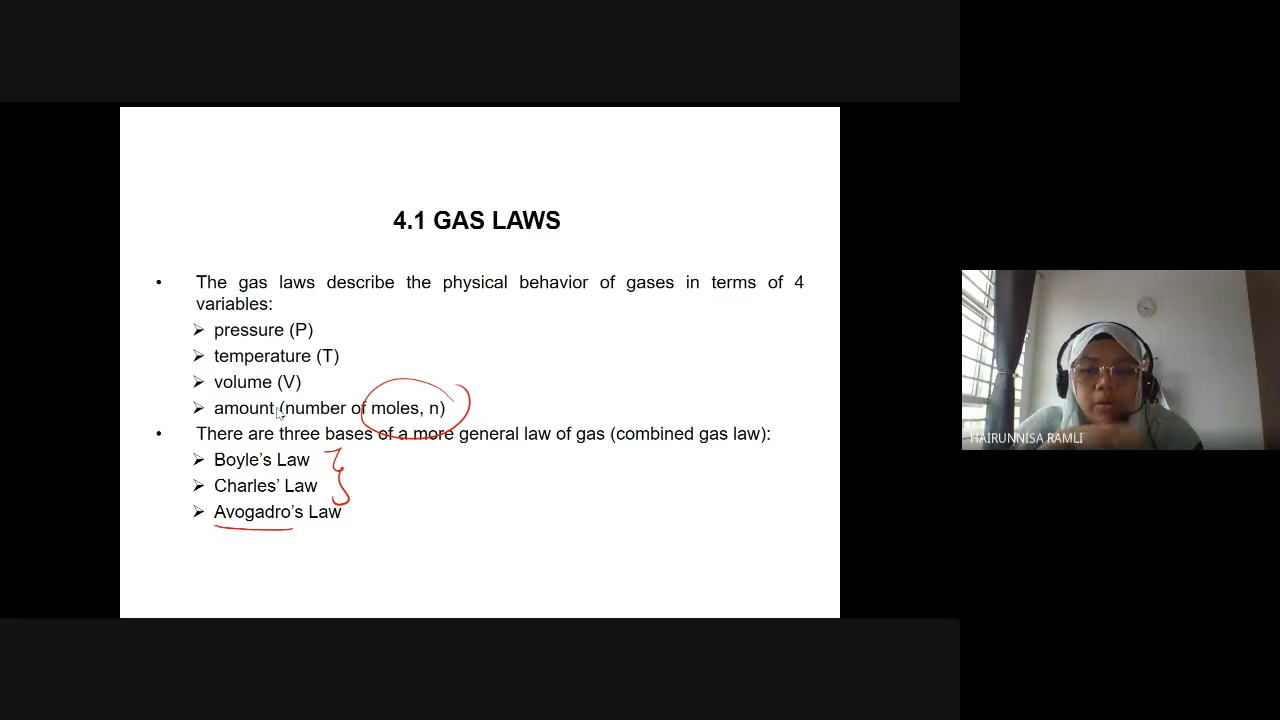 4.1 GAS LAWS
• The gas laws describe the physical behavior of gases in terms of 4
variables:
➢ pressure (P)
➢ temperature (T)
➢ volume (V)
➢ amount (number of moles, n)
• There are three bases of a more general law of gas (combined gas law):
➢ Boyle’s Law
➢ Charles’ Law
➢ Avogadro’s Law
HAIRUNNISA RAMLI